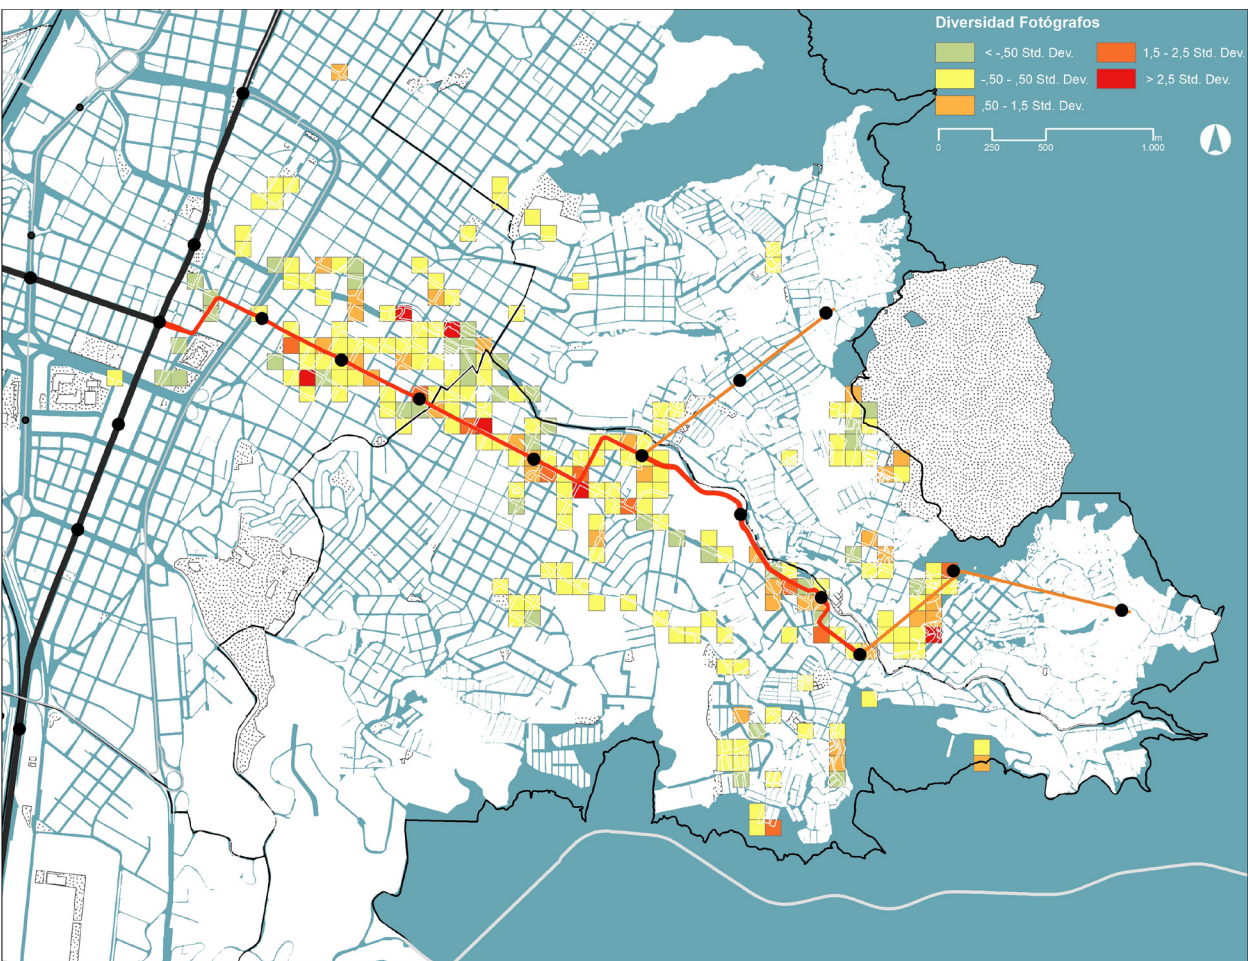 Diversidad Fotógrafos
< -,50 Std. Dev.
1,5 - 2,5 Std. Dev.
-,50 - ,50 Std. Dev.
> 2,5 Std. Dev.
,50 - 1,5 Std. Dev.
m
0 250 500 1.000